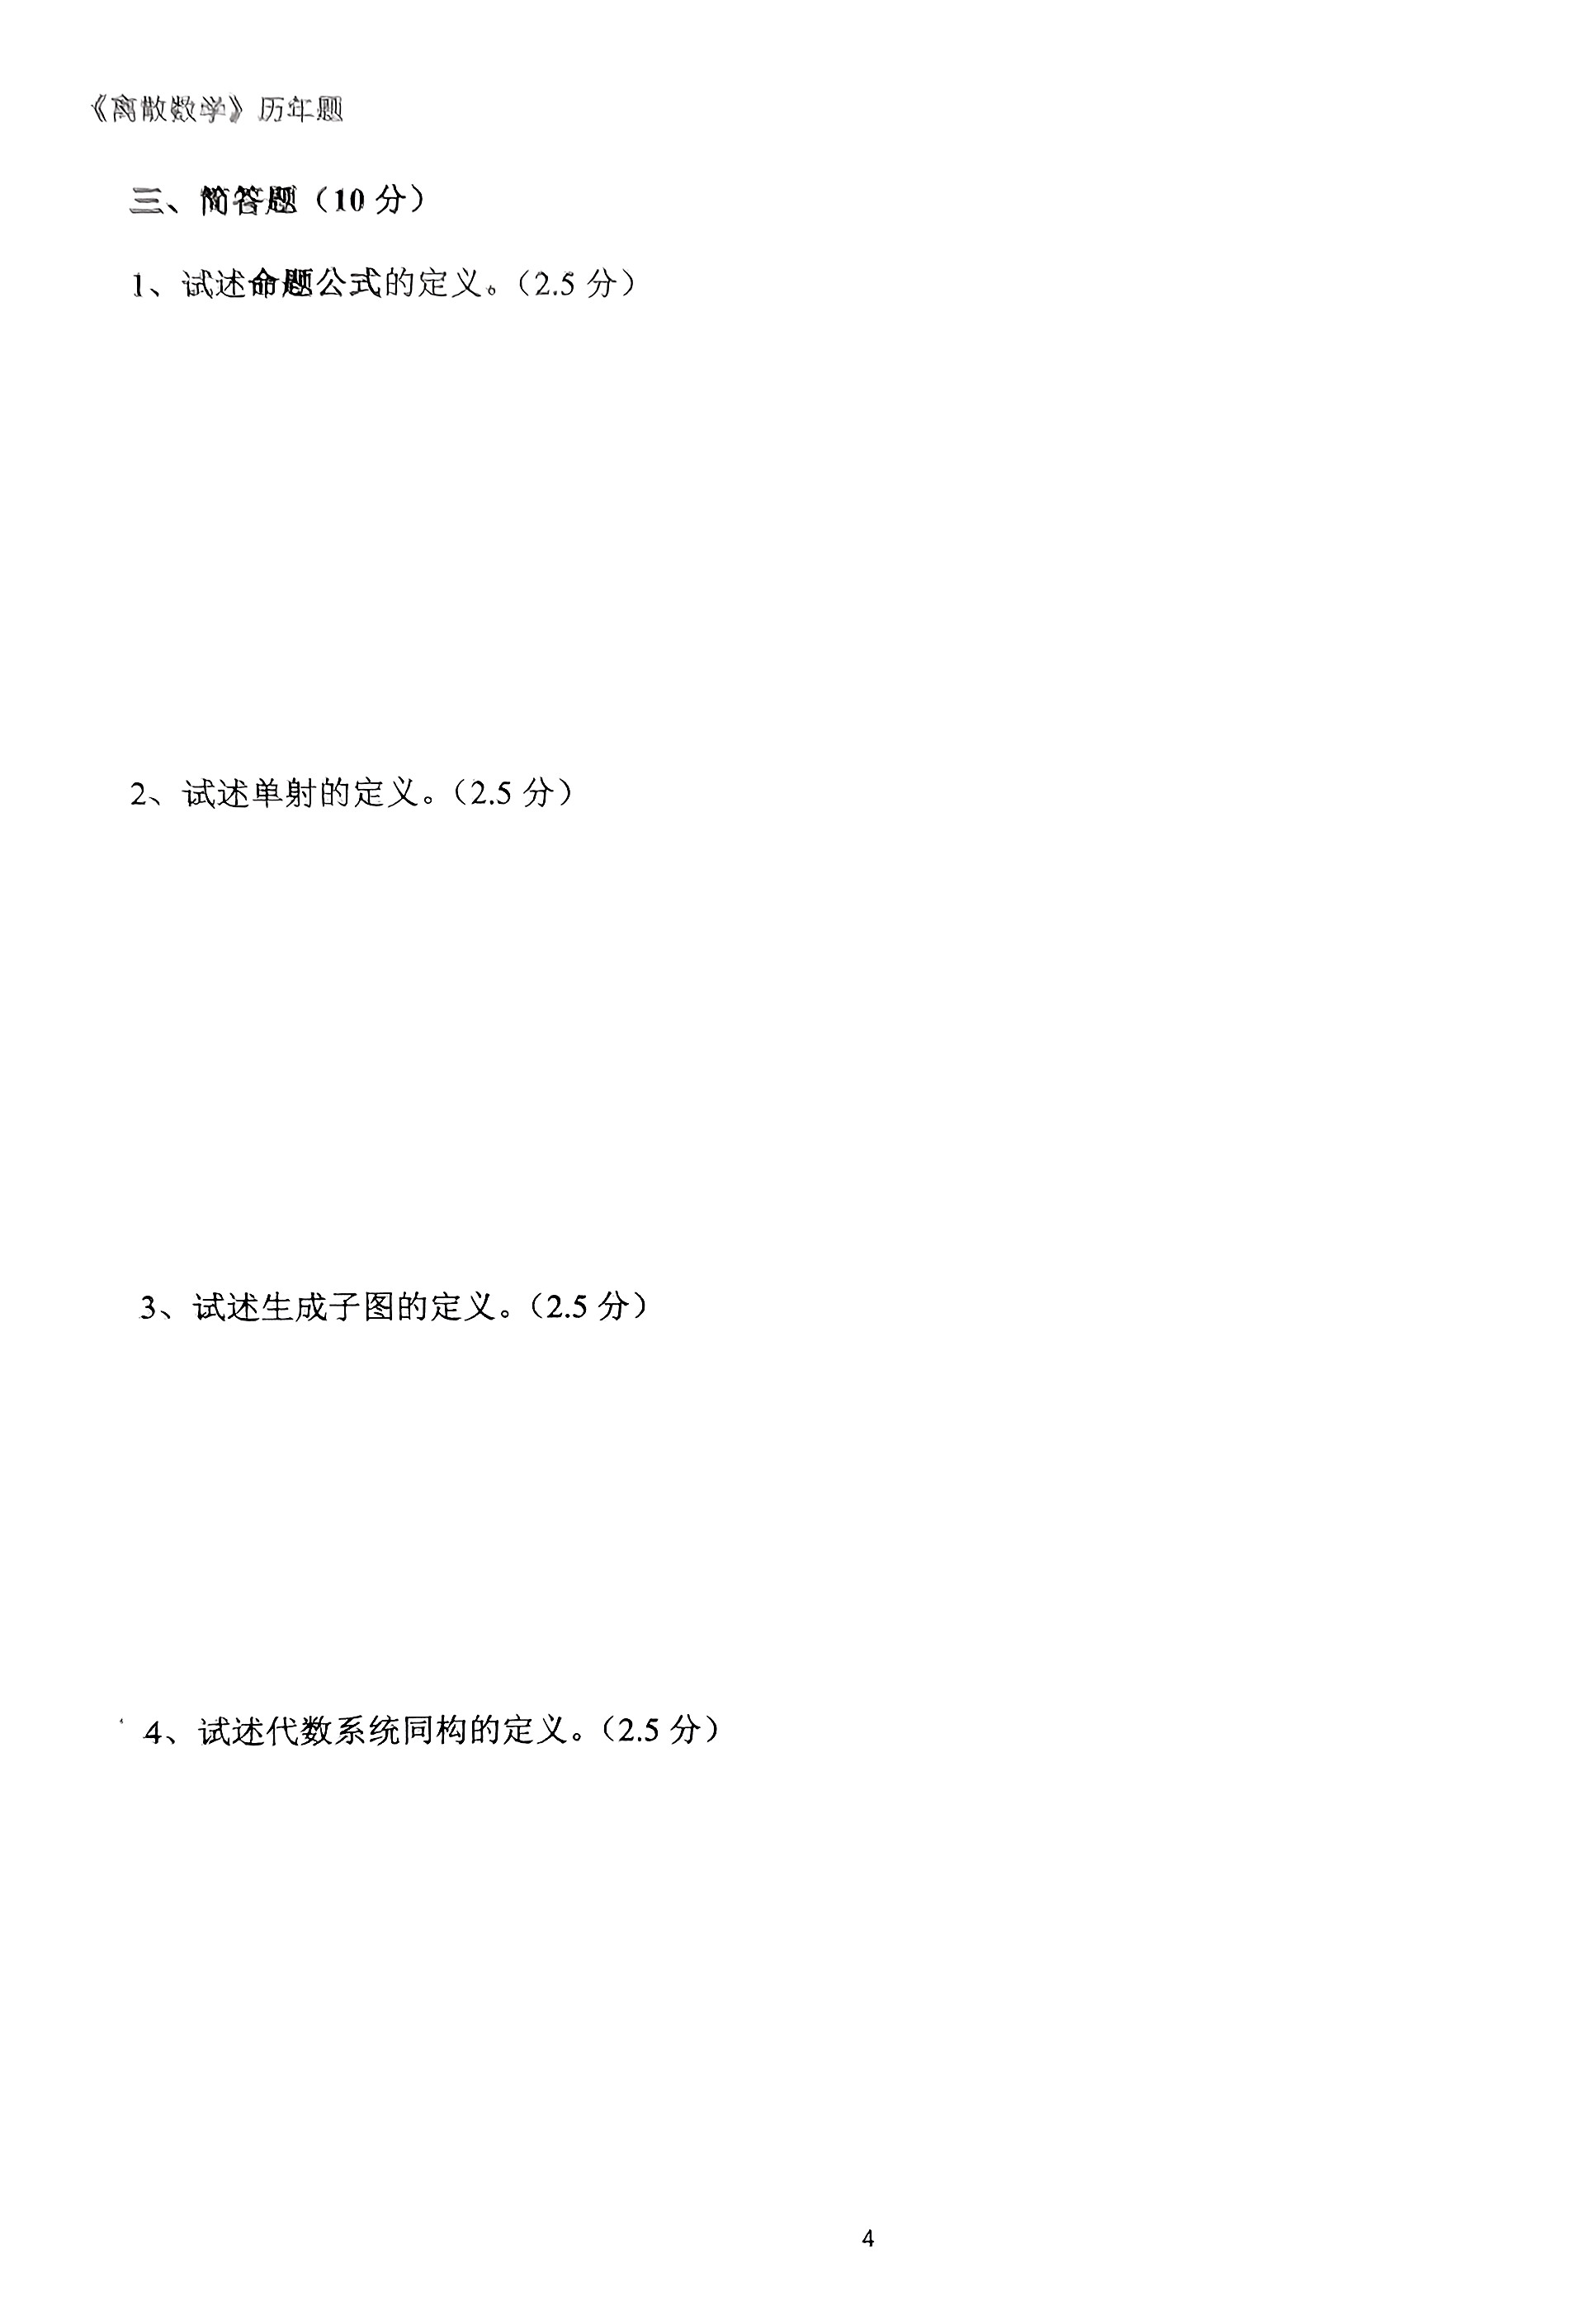 《离散数学》历年题
三、简答题（10 分）
1、试述命题公式的定义。（2.5 分）
2、试述单射的定义。（2.5 分）
3、试述生成子图的定义。（2.5 分）
4、试述代数系统同构的定义。（2.5 分）
4